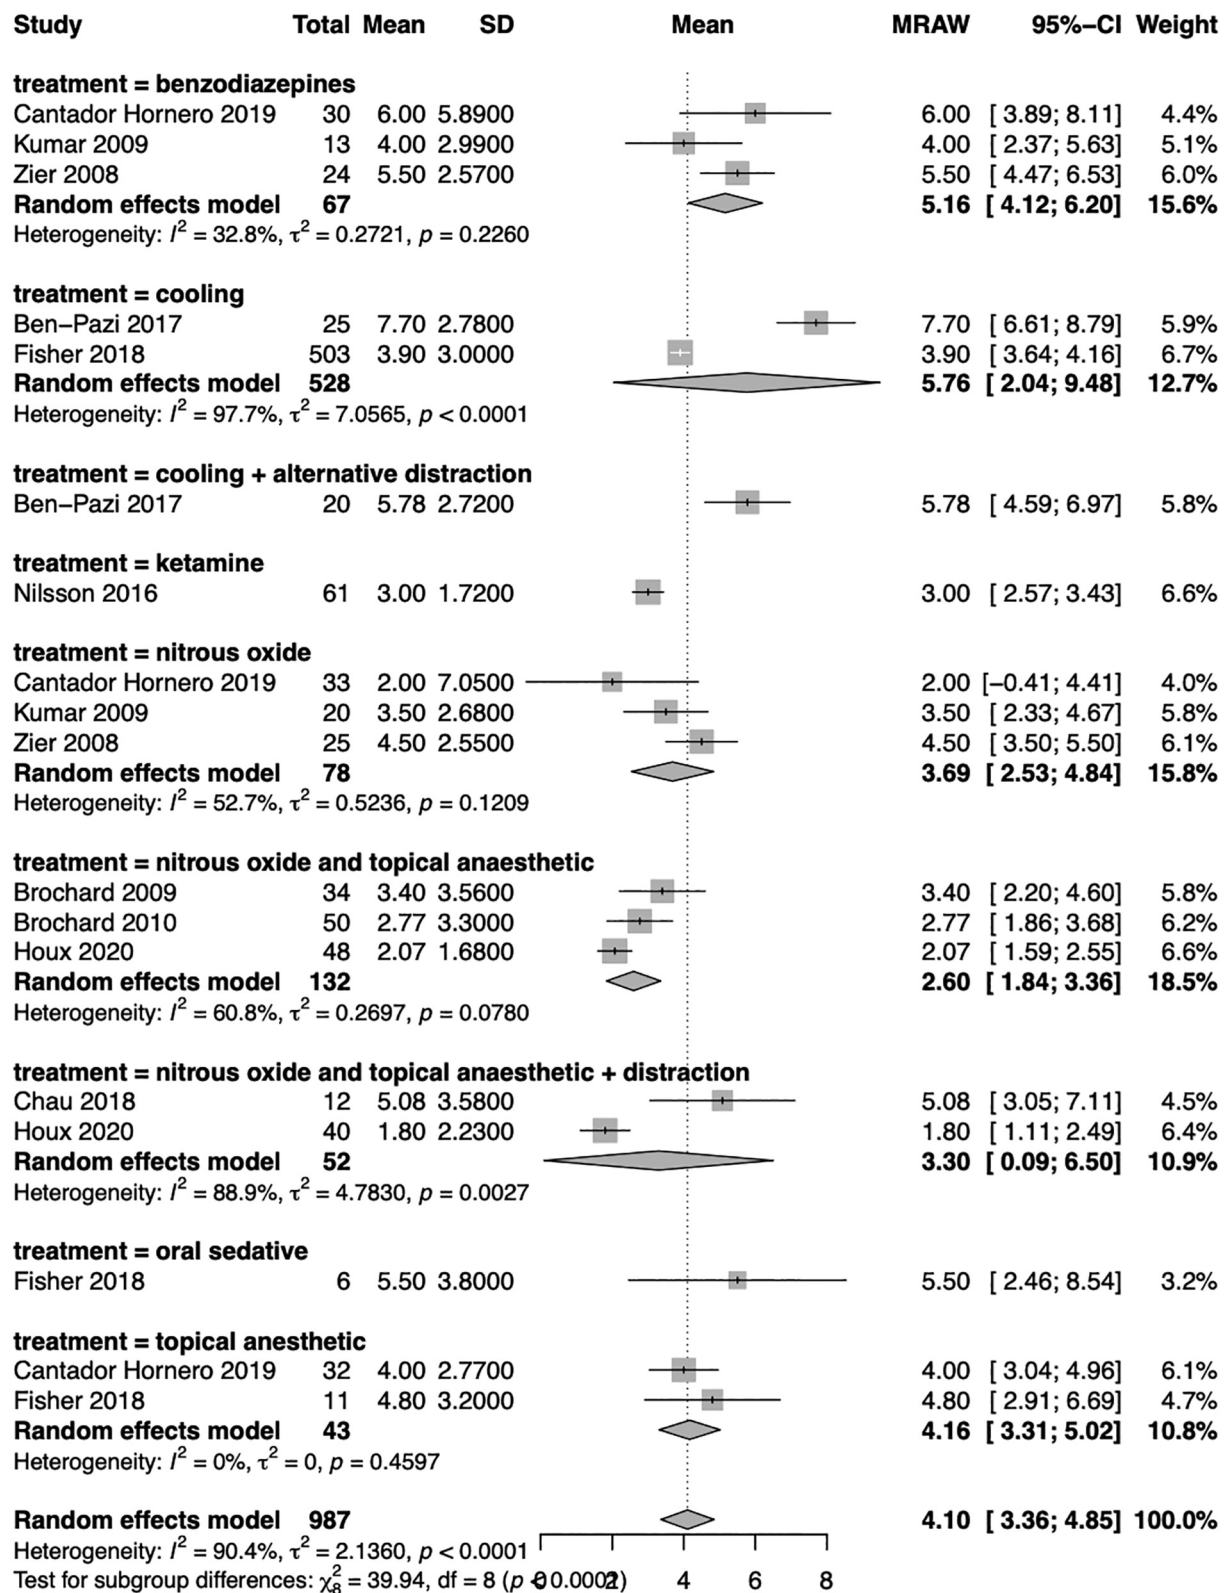 Study Total Mean SD Mean MRAW 95%−CI Weight
treatment = benzodiazepines
Cantador Hornero 2019 30 6.00 5.8900 6.00 [ 3.89; 8.11] 4.4%
Kumar 2009 13 4.00 2.9900 4.00 [ 2.37; 5.63] 5.1%
Zier 2008 24 5.50 2.5700 5.50 [ 4.47; 6.53] 6.0%
Random effects model 67 5.16 [ 4.12; 6.20] 15.6%
Heterogeneity: I² = 32.8%, τ² = 0.2721, p = 0.2260
treatment = cooling
Ben−Pazi 2017 25 7.70 2.7800 7.70 [ 6.61; 8.79] 5.9%
Fisher 2018 503 3.90 3.0000 3.90 [ 3.64; 4.16] 6.7%
Random effects model 528 5.76 [ 2.04; 9.48] 12.7%
Heterogeneity: I² = 97.7%, τ² = 7.0565, p < 0.0001
treatment = cooling + alternative distraction
Ben−Pazi 2017 20 5.78 2.7200 5.78 [ 4.59; 6.97] 5.8%
treatment = ketamine
Nilsson 2016 61 3.00 1.7200 3.00 [ 2.57; 3.43] 6.6%
treatment = nitrous oxide
Cantador Hornero 2019 33 2.00 7.0500 2.00 [−0.41; 4.41] 4.0%
Kumar 2009 20 3.50 2.6800 3.50 [ 2.33; 4.67] 5.8%
Zier 2008 25 4.50 2.5500 4.50 [ 3.50; 5.50] 6.1%
Random effects model 78 3.69 [ 2.53; 4.84] 15.8%
Heterogeneity: I² = 52.7%, τ² = 0.5236, p = 0.1209
treatment = nitrous oxide and topical anaesthetic
Brochard 2009 34 3.40 3.5600 3.40 [ 2.20; 4.60] 5.8%
Brochard 2010 50 2.77 3.3000 2.77 [ 1.86; 3.68] 6.2%
Houx 2020 48 2.07 1.6800 2.07 [ 1.59; 2.55] 6.6%
Random effects model 132 2.60 [ 1.84; 3.36] 18.5%
Heterogeneity: I² = 60.8%, τ² = 0.2697, p = 0.0780
treatment = nitrous oxide and topical anaesthetic + distraction
Chau 2018 12 5.08 3.5800 5.08 [ 3.05; 7.11] 4.5%
Houx 2020 40 1.80 2.2300 1.80 [ 1.11; 2.49] 6.4%
Random effects model 52 3.30 [ 0.09; 6.50] 10.9%
Heterogeneity: I² = 88.9%, τ² = 4.7830, p = 0.0027
treatment = oral sedative
Fisher 2018 6 5.50 3.8000 5.50 [ 2.46; 8.54] 3.2%
treatment = topical anesthetic
Cantador Hornero 2019 32 4.00 2.7700 4.00 [ 3.04; 4.96] 6.1%
Fisher 2018 11 4.80 3.2000 4.80 [ 2.91; 6.69] 4.7%
Random effects model 43 4.16 [ 3.31; 5.02] 10.8%
Heterogeneity: I² = 0%, τ² = 0, p = 0.4597
Random effects model 987 4.10 [ 3.36; 4.85] 100.0%
Heterogeneity: I² = 90.4%, τ² = 2.1360, p < 0.0001
Test for subgroup differences: χ²₈ = 39.94, df = 8 (p < 0.0001)
0 2 4 6 8